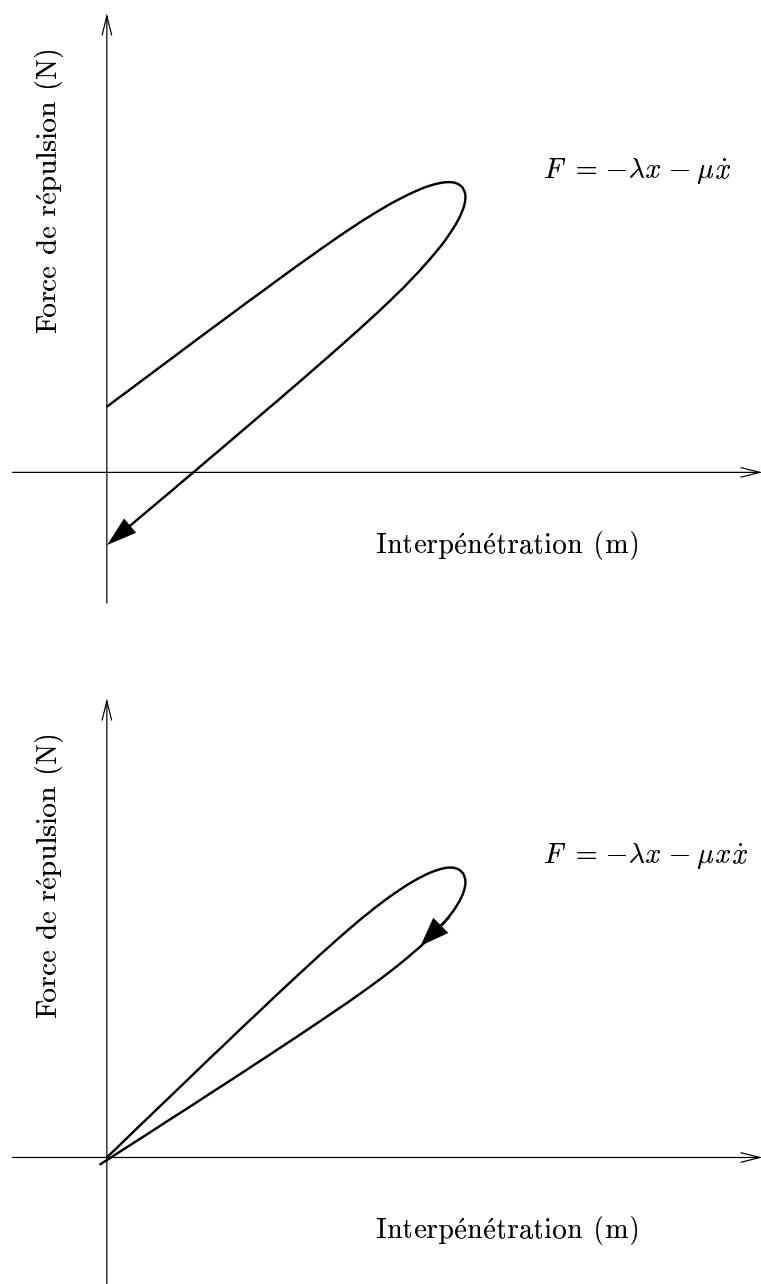 Force de répulsion (N)
F = −λx − μẋ
Interpénétration (m)
Force de répulsion (N)
F = −λx − μxẋ
Interpénétration (m)